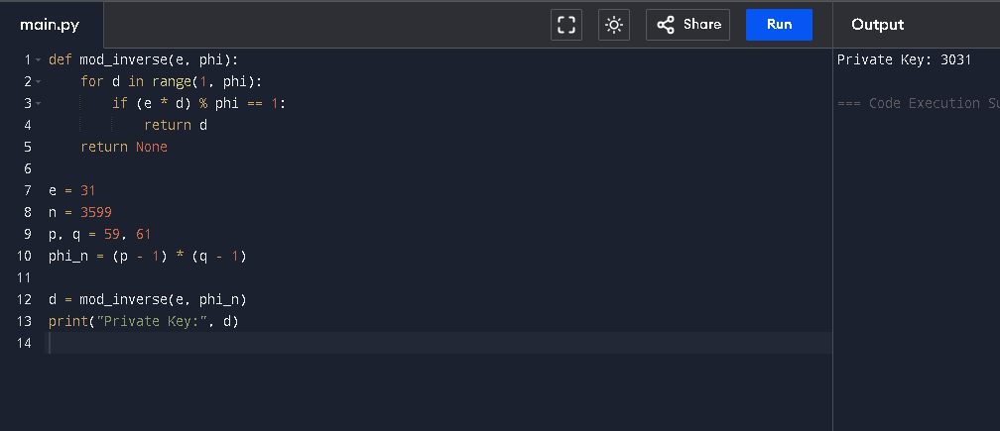 main.py
Share
Run
Output
1 def mod_inverse(e, phi):
2     for d in range(1, phi):
3         if (e * d) % phi == 1:
4             return d
5     return None
6
7 e = 31
8 n = 3599
9 p, q = 59, 61
10 phi_n = (p - 1) * (q - 1)
11
12 d = mod_inverse(e, phi_n)
13 print("Private Key:", d)
14
Private Key: 3031
=== Code Execution Su